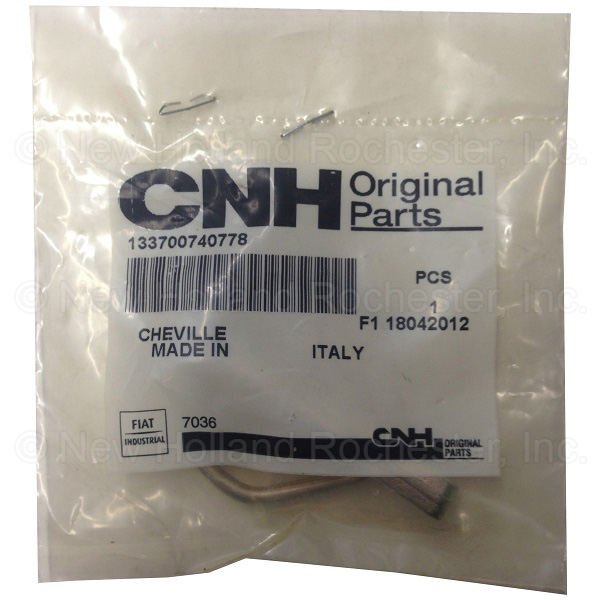 © New Holland Rochester, Inc.
CNH Original
Parts
133700740778
PCS
1
© New Holland Rochester, Inc.
F1 18042012
CHEVILLE
MADE IN ITALY
FIAT
INDUSTRIAL
7036
CNH ORIGINAL
PARTS
© New Holland Rochester, Inc.